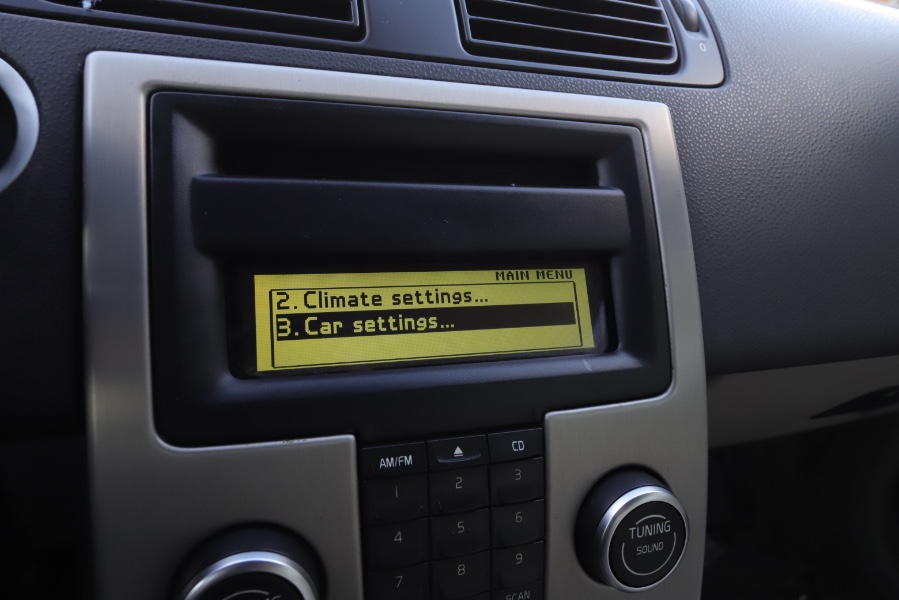 0
MAIN MENU
2. Climate settings...
3. Car settings...
AM/FM
CD
1 2 3
4 5 6
7 8 9
SCAN
TUNING
SOUND